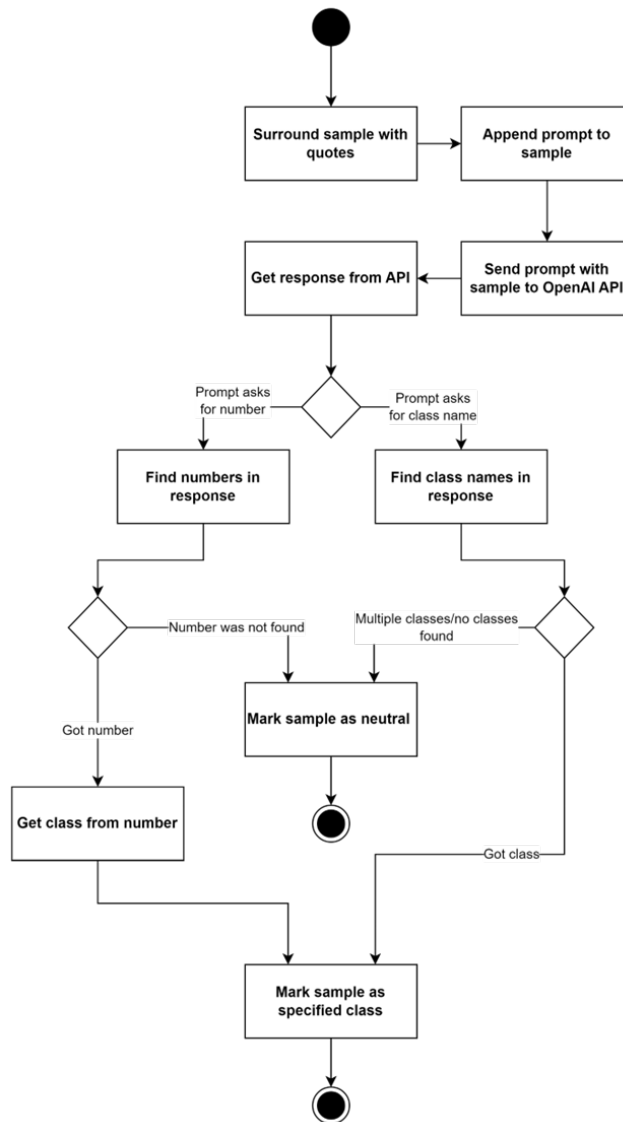 Surround sample with
quotes
Append prompt to
sample
Get response from API
Send prompt with
sample to OpenAI API
Prompt asks
for number
Prompt asks
for class name
Find numbers in
response
Find class names in
response
Number was not found
Multiple classes/no classes
found
Mark sample as neutral
Got number
Get class from number
Got class
Mark sample as
specified class